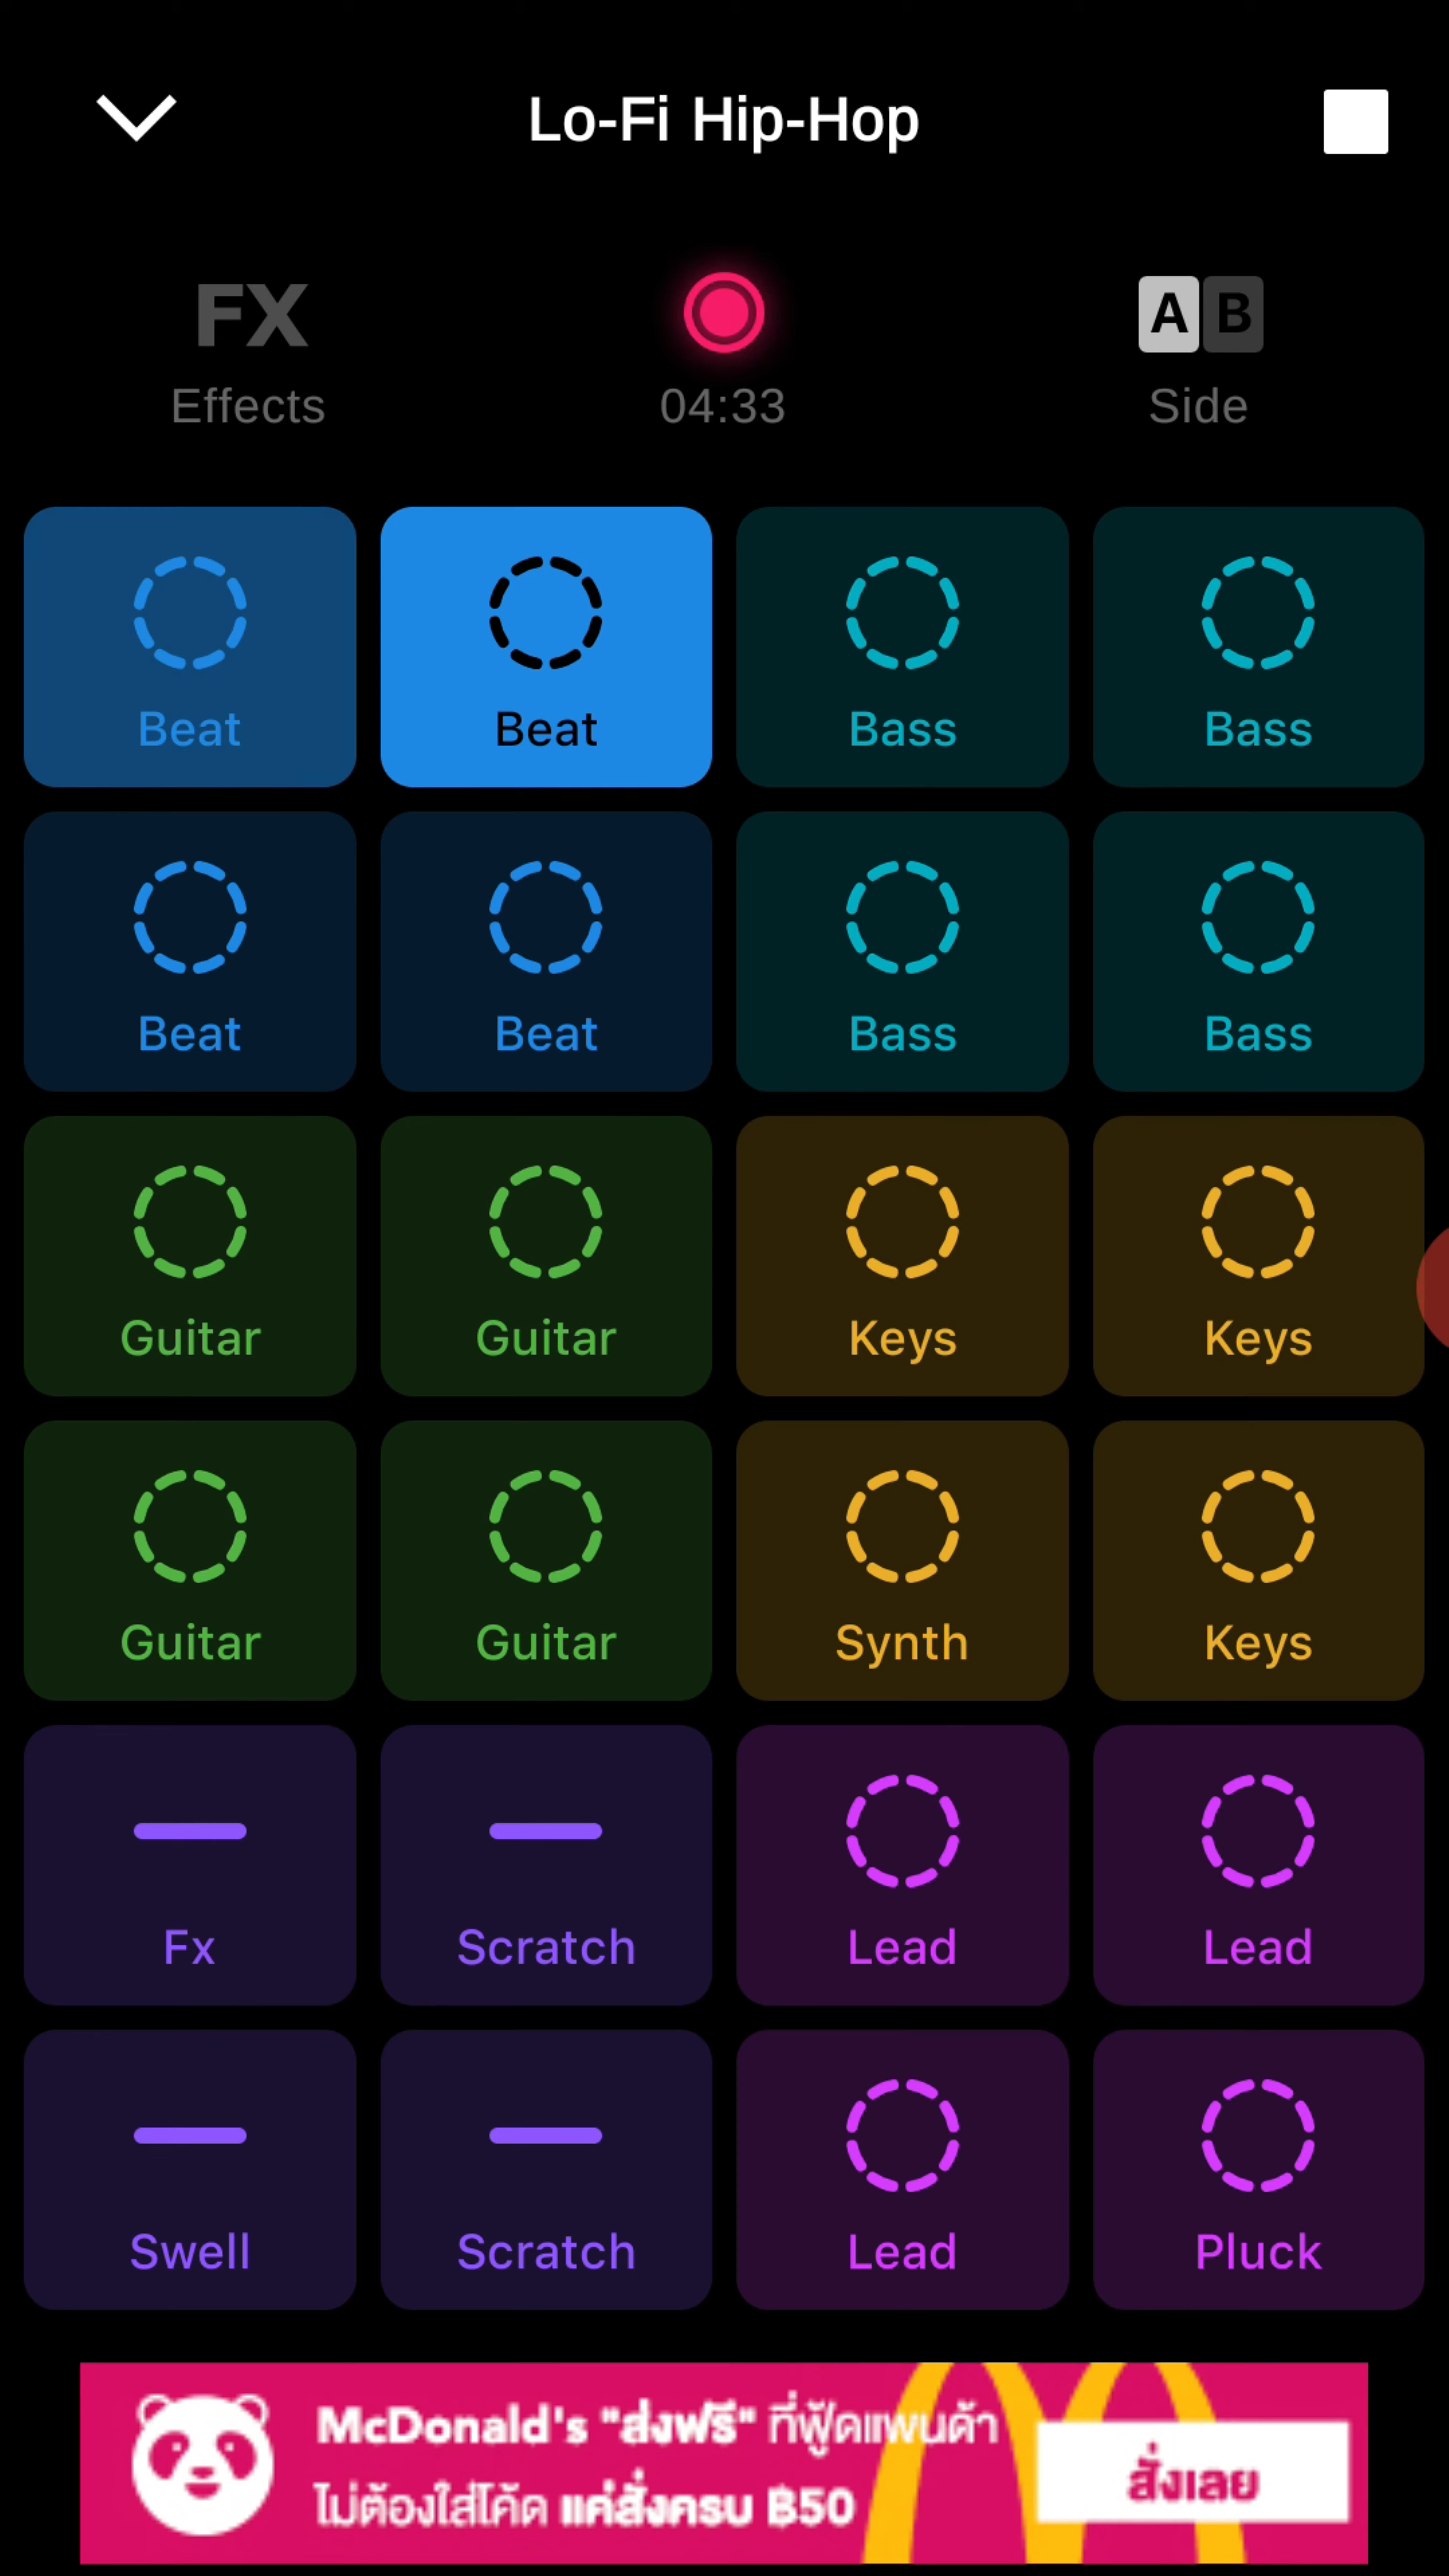 Lo-Fi Hip-Hop
FX
A B
Effects
04:33
Side
Beat
Beat
Bass
Bass
Beat
Beat
Bass
Bass
Guitar
Guitar
Keys
Keys
Guitar
Guitar
Synth
Keys
Fx
Scratch
Lead
Lead
Swell
Scratch
Lead
Pluck
McDonald's "ส่งฟรี" ที่ฟู้ดแพนด้า
ไม่ต้องใส่โค้ด แค่สั่งครบ ฿50
สั่งเลย